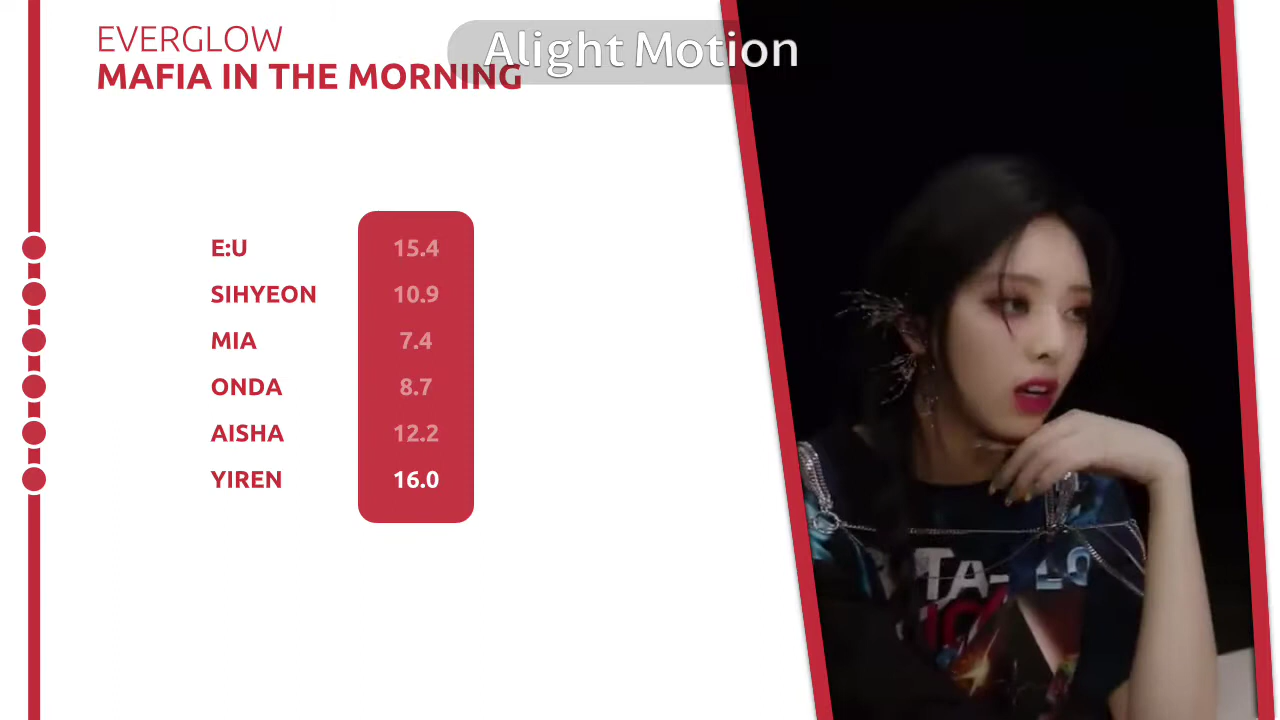 EVERGLOW
Alight Motion
MAFIA IN THE MORNING
E:U 15.4
SIHYEON 10.9
MIA 7.4
ONDA 8.7
AISHA 12.2
YIREN 16.0
TA-